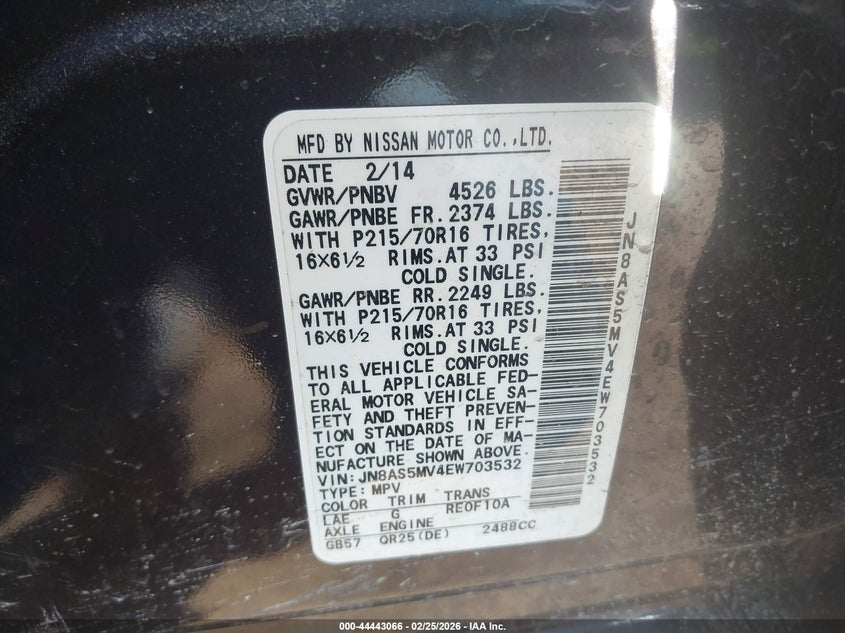 MFD BY NISSAN MOTOR CO.,LTD.
DATE 2/14
GVWR/PNBV 4526 LBS.
GAWR/PNBE FR. 2374 LBS.
WITH P215/70R16 TIRES,
16X6½ RIMS.AT 33 PSI
COLD SINGLE.
GAWR/PNBE RR. 2249 LBS.
WITH P215/70R16 TIRES,
16X6½ RIMS.AT 33 PSI
COLD SINGLE.
THIS VEHICLE CONFORMS
TO ALL APPLICABLE FED-
ERAL MOTOR VEHICLE SA-
FETY AND THEFT PREVEN-
TION STANDARDS IN EFF-
ECT ON THE DATE OF MA-
NUFACTURE SHOWN ABOVE.
VIN: JN8AS5MV4EW703532
TYPE: MPV
COLOR TRIM TRANS
LAE G RE0F10A
AXLE ENGINE
GB57 QR25(DE) 2488CC
JN8AS5MV4EW703532
000-44443066 - 02/25/2026 - IAA Inc.